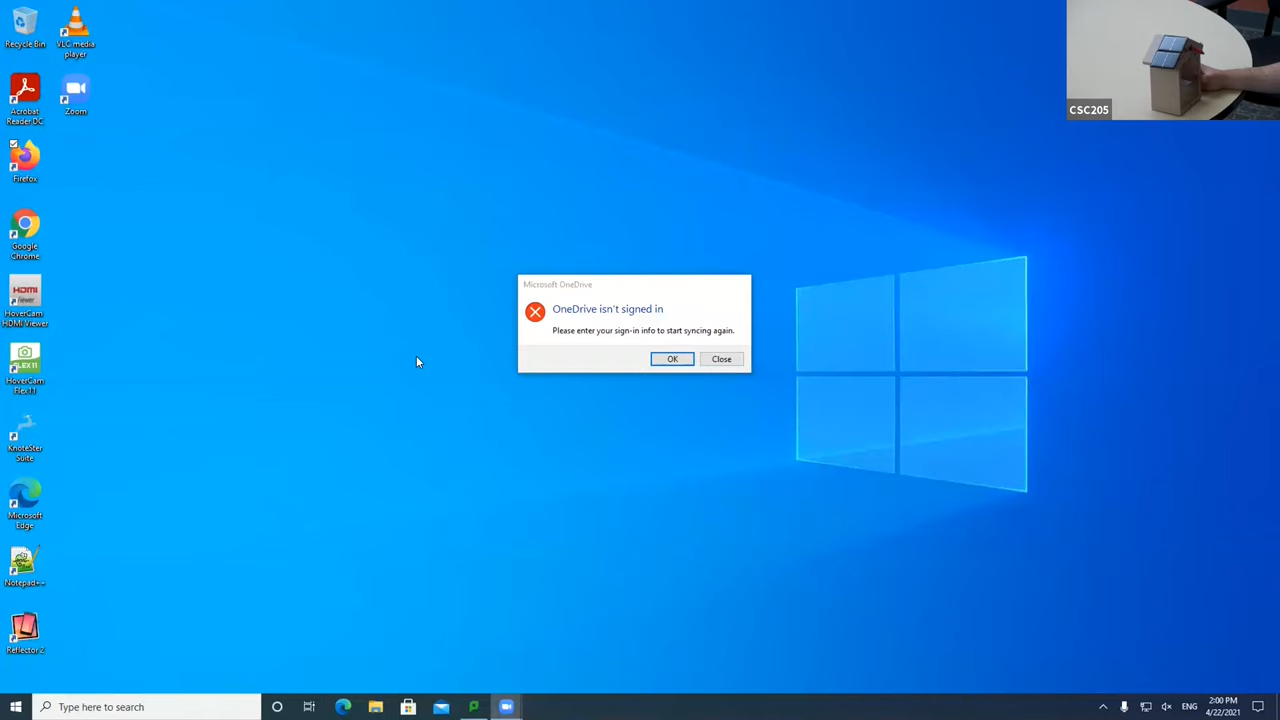 Recycle Bin
VLC media
player
Acrobat
Reader DC
Zoom
Firefox
Google
Chrome
HDMI
HoverCam
HDMI Viewer
FLEX11
HoverCam
Flex11
Microsoft
Edge
Notepad++
Reflector 2
Microsoft OneDrive
OneDrive isn't signed in
Please enter your sign-in info to start syncing again.
OK
Close
CSC205
Type here to search
ENG
2:00 PM
4/22/2021